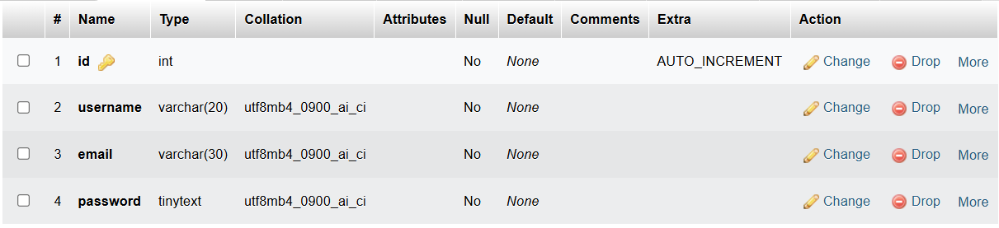 # Name Type Collation Attributes Null Default Comments Extra Action
1 id int No None AUTO_INCREMENT Change Drop More
2 username varchar(20) utf8mb4_0900_ai_ci No None Change Drop More
3 email varchar(30) utf8mb4_0900_ai_ci No None Change Drop More
4 password tinytext utf8mb4_0900_ai_ci No None Change Drop More